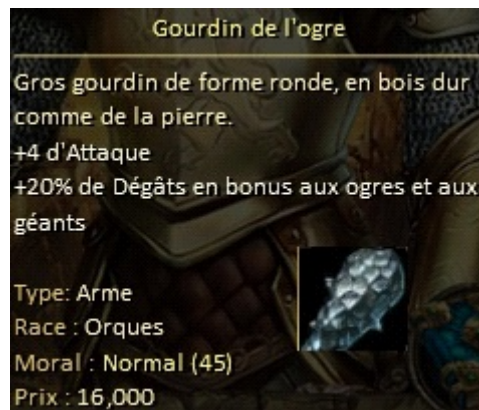 Gourdin de l'ogre
Gros gourdin de forme ronde, en bois dur
comme de la pierre.
+4 d'Attaque
+20% de Dégâts en bonus aux ogres et aux
géants
Type: Arme
Race : Orques
Moral : Normal (45)
Prix : 16,000